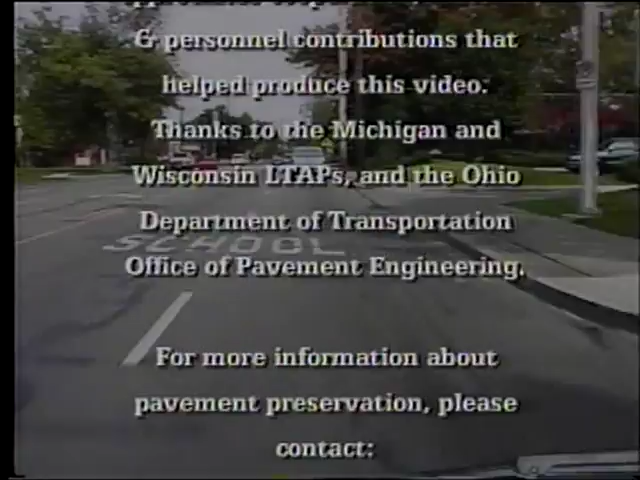 & personnel contributions that
helped produce this video.
Thanks to the Michigan and
Wisconsin LTAPs, and the Ohio
Department of Transportation
SCHOOL
Office of Pavement Engineering.
For more information about
pavement preservation, please
contact: